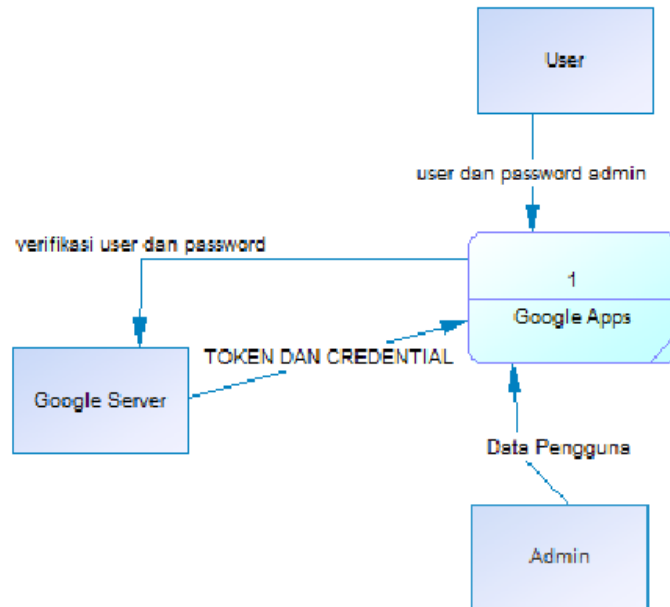 User
user dan password admin
verifikasi user dan password
1
Google Apps
TOKEN DAN CREDENTIAL
Google Server
Data Pengguna
Admin